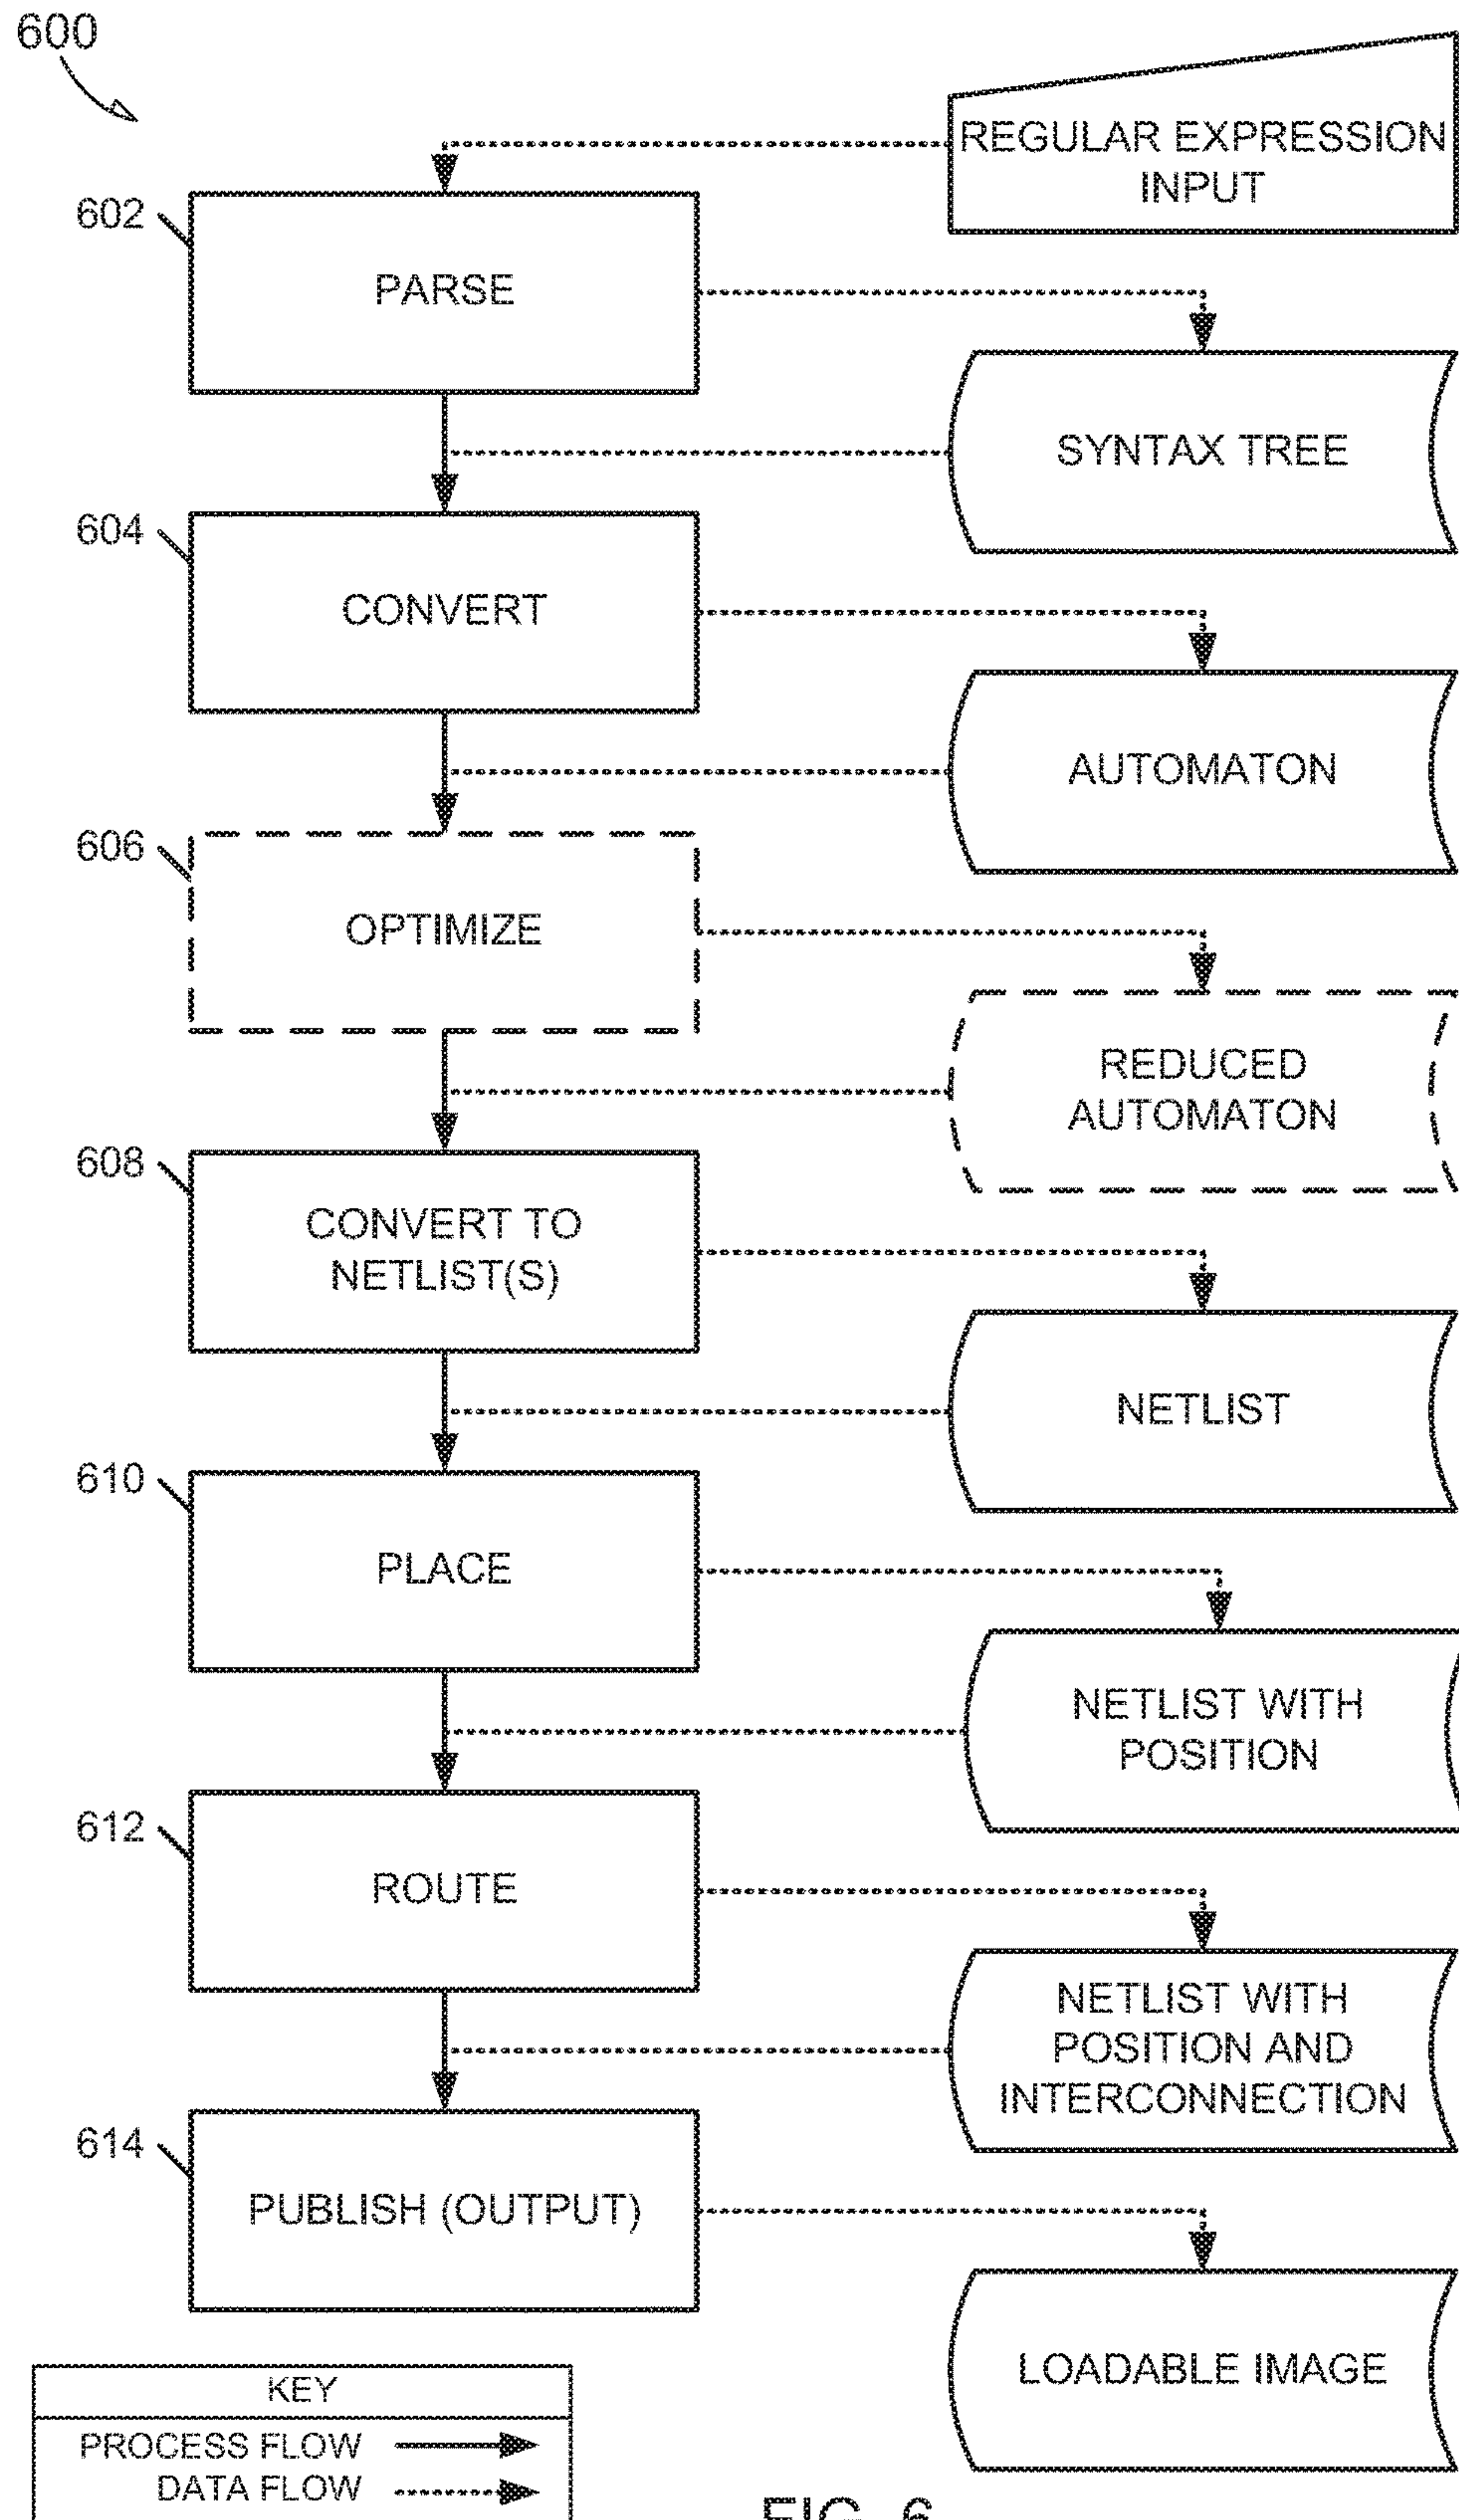 600
REGULAR EXPRESSION
INPUT
602
PARSE
SYNTAX TREE
604
CONVERT
AUTOMATON
606
OPTIMIZE
REDUCED
AUTOMATON
608
CONVERT TO
NETLIST(S)
NETLIST
610
PLACE
NETLIST WITH
POSITION
612
ROUTE
NETLIST WITH
POSITION AND
INTERCONNECTION
614
PUBLISH (OUTPUT)
LOADABLE IMAGE
KEY
PROCESS FLOW
DATA FLOW
FIG. 6